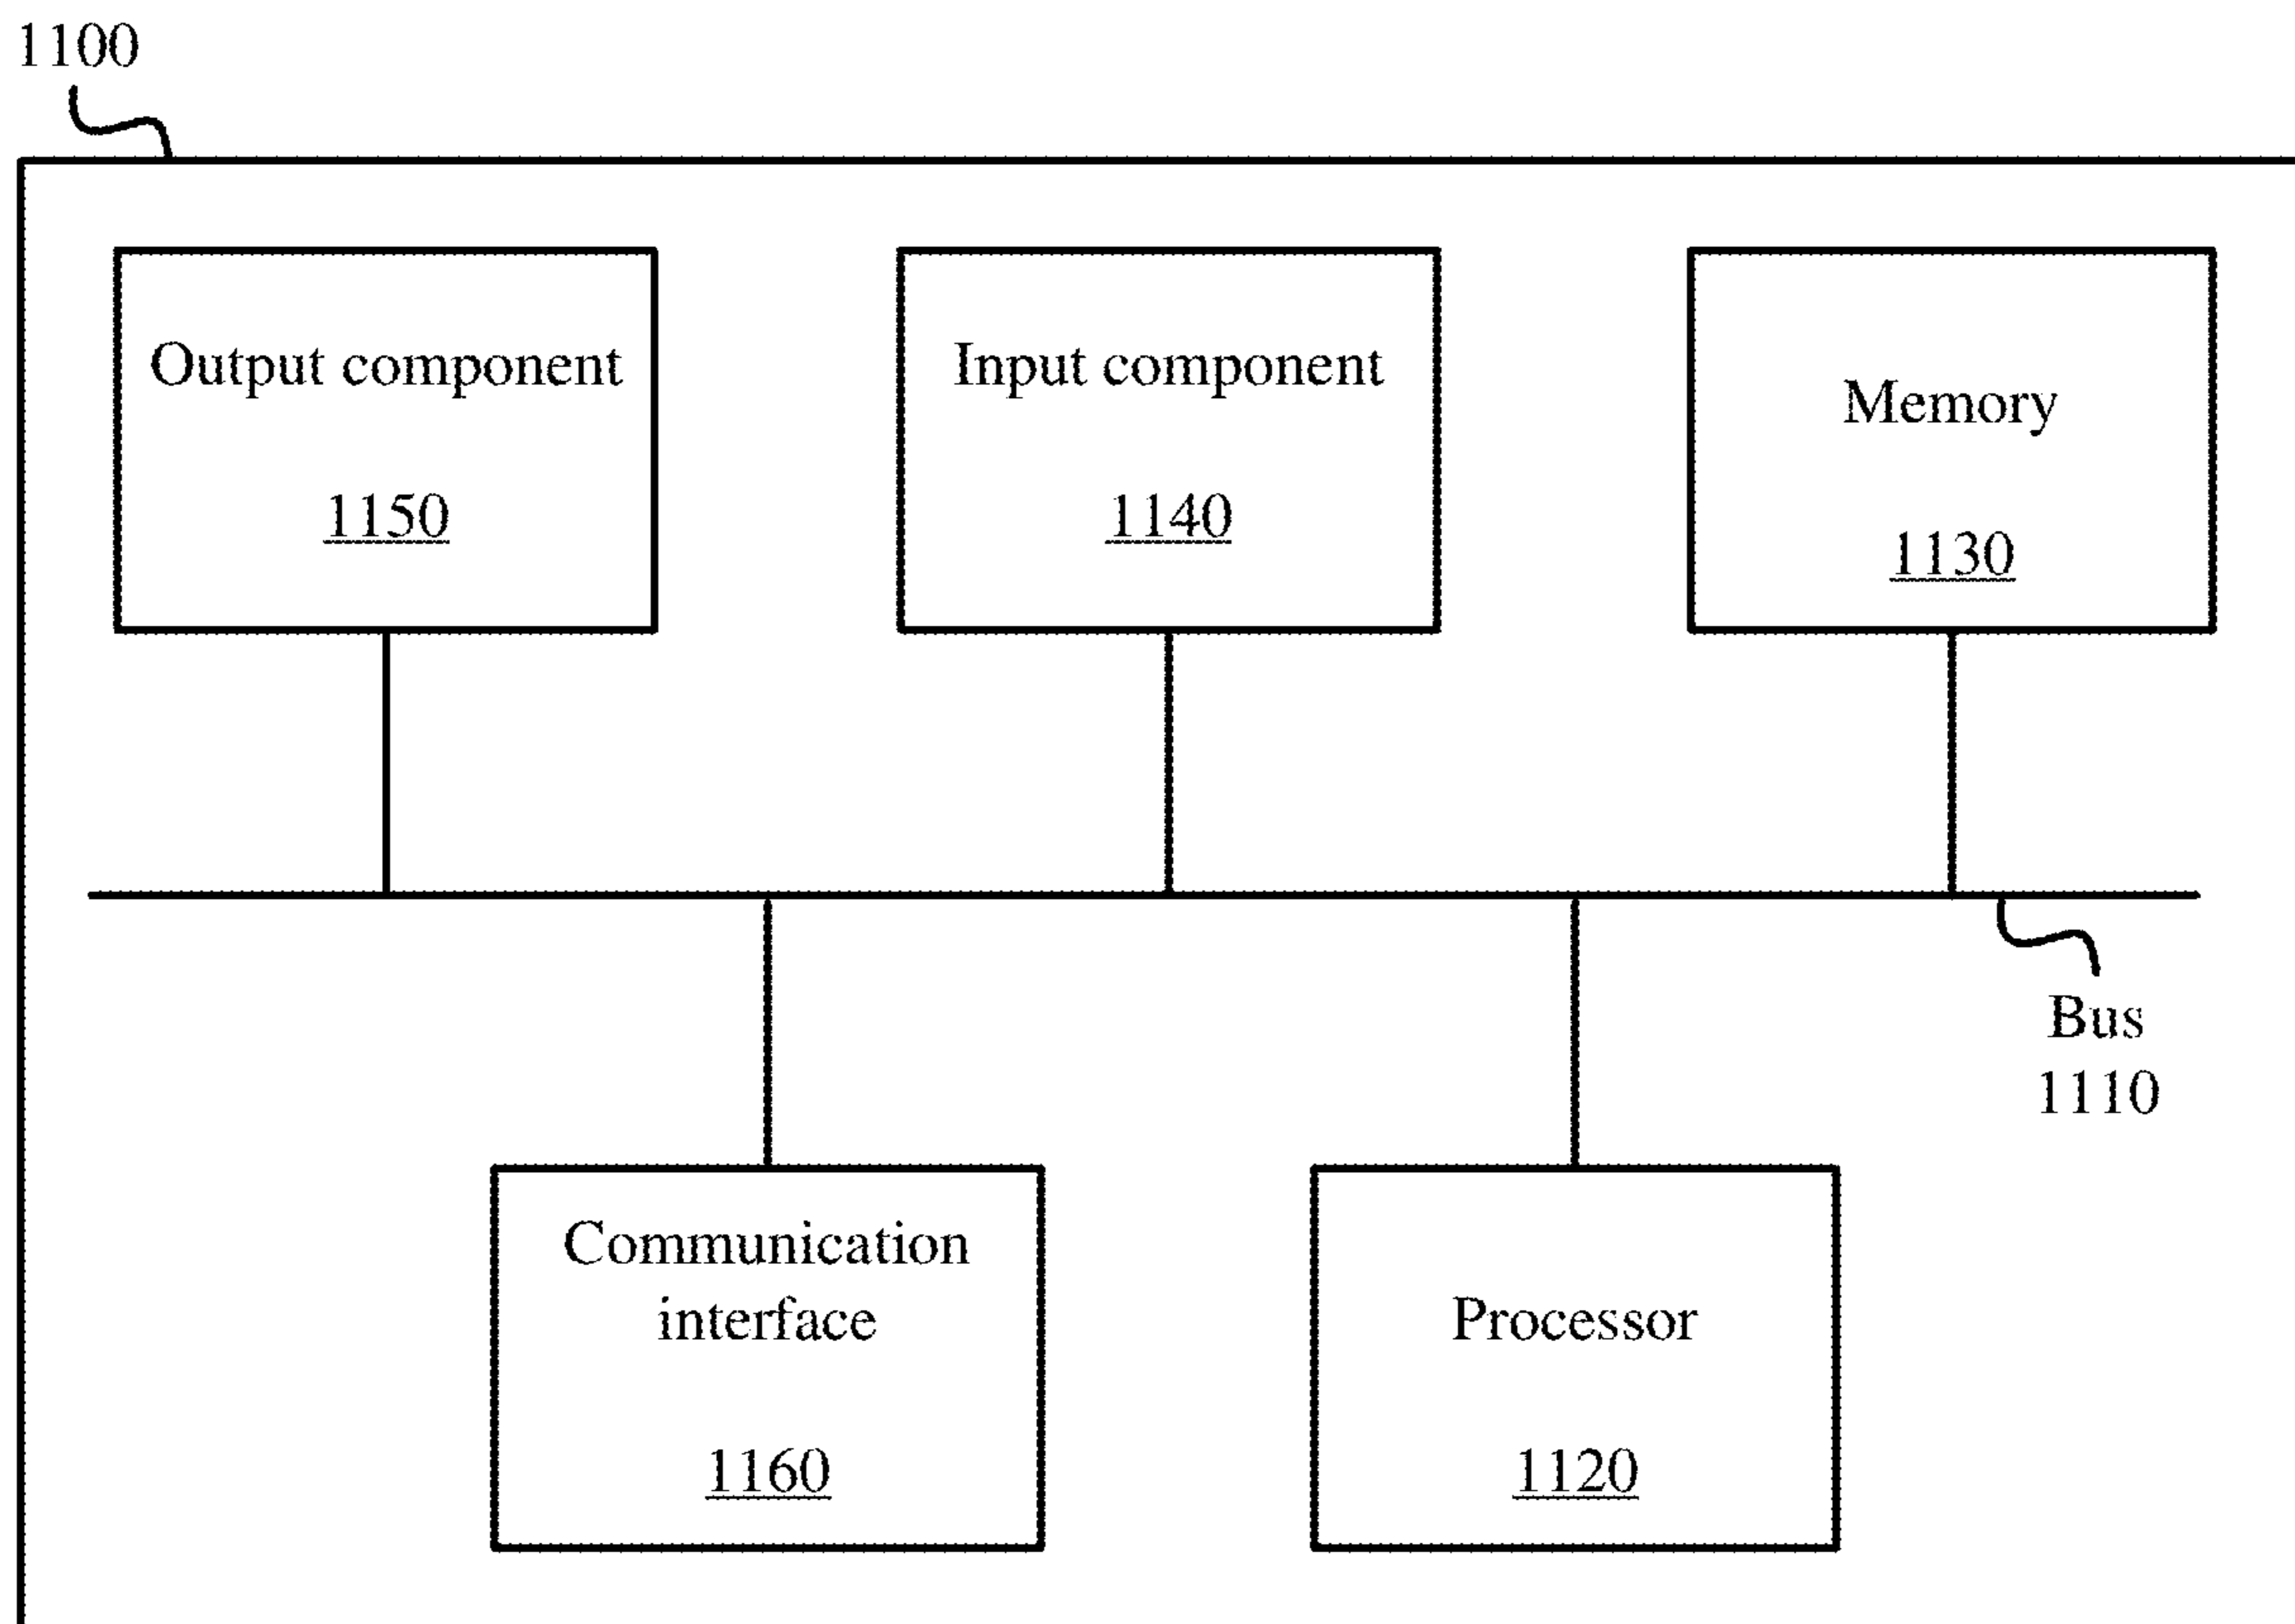 1100
Output component
1150
Input component
1140
Memory
1130
Bus
1110
Communication
interface
1160
Processor
1120